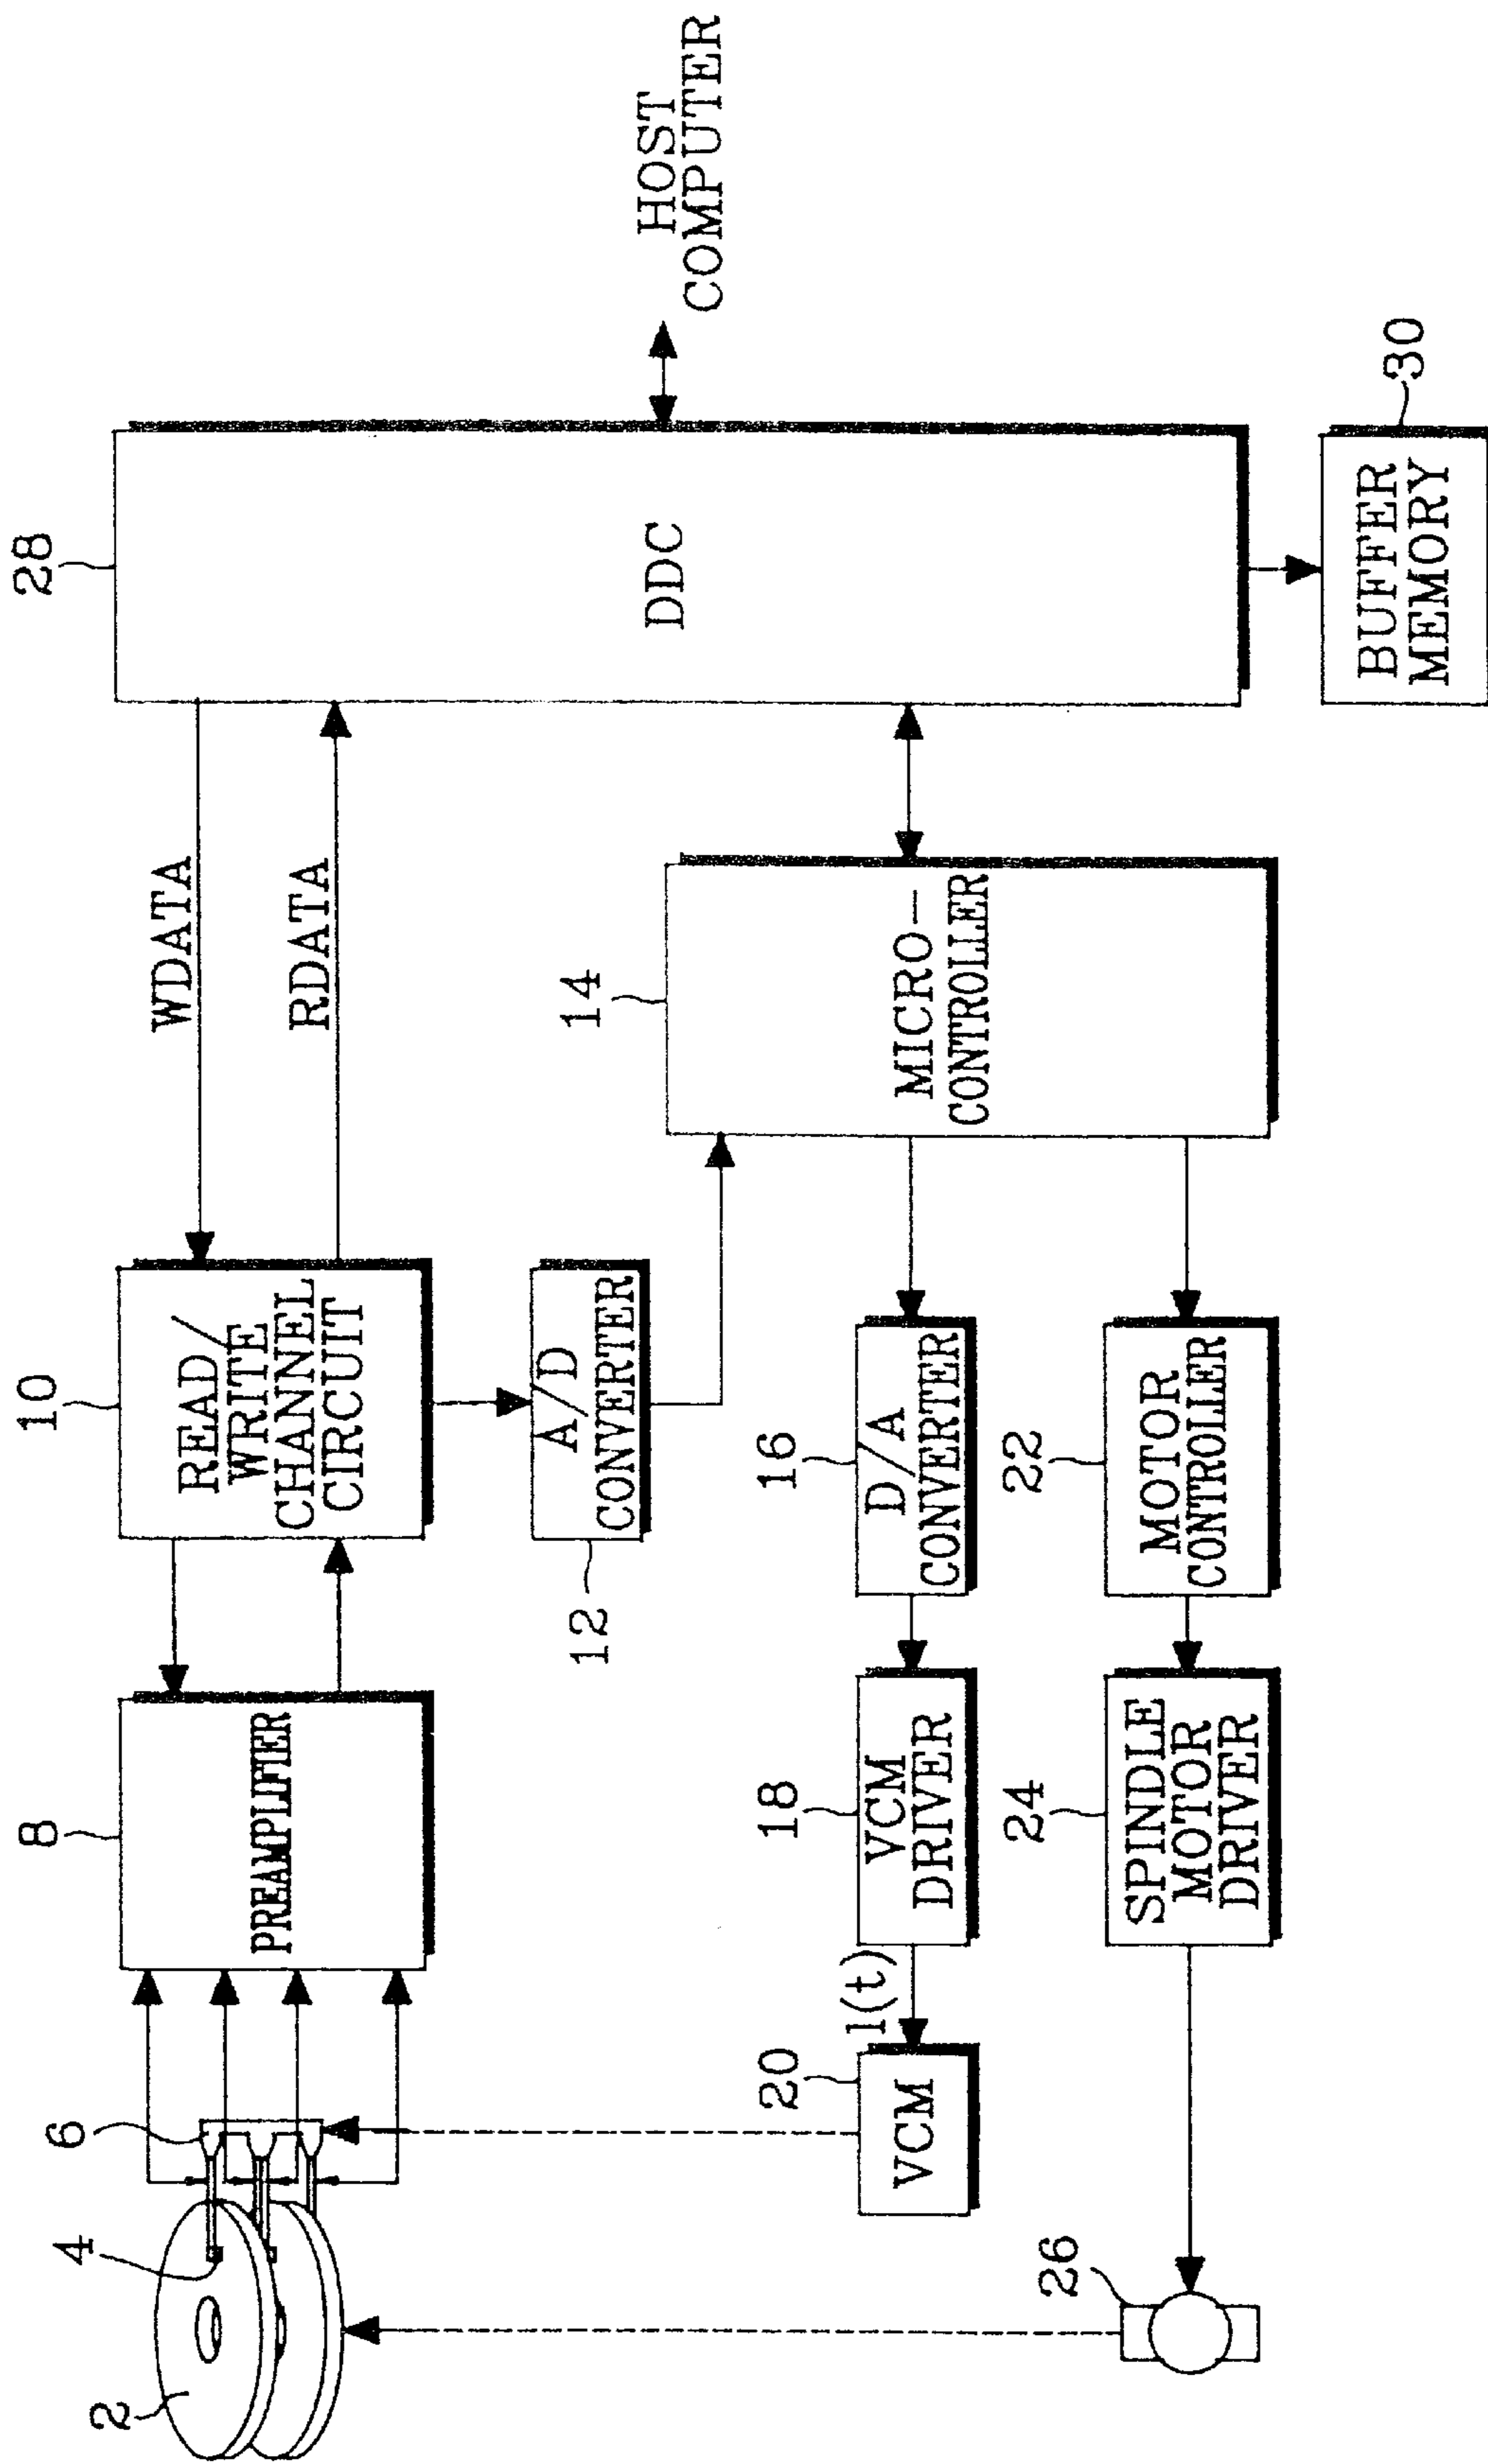 28
HOST
COMPUTER
DDC
30
BUFFER
MEMORY
WDATA
RDATA
14
MICRO-
CONTROLLER
10
READ/
WRITE
CHANNEL
CIRCUIT
A/D
CONVERTER
12
16
D/A
CONVERTER
22
MOTOR
CONTROLLER
8
PREAMPLIFIER
18
VCM
DRIVER
24
SPINDLE
MOTOR
DRIVER
1(t)
6
20
VCM
4
2
26